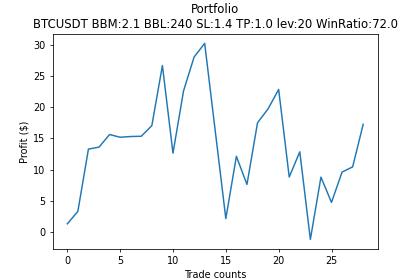 Portfolio
BTCUSDT BBM:2.1 BBL:240 SL:1.4 TP:1.0 lev:20 WinRatio:72.0
30
25
20
15
10
5
0
Profit ($)
0 5 10 15 20 25
Trade counts